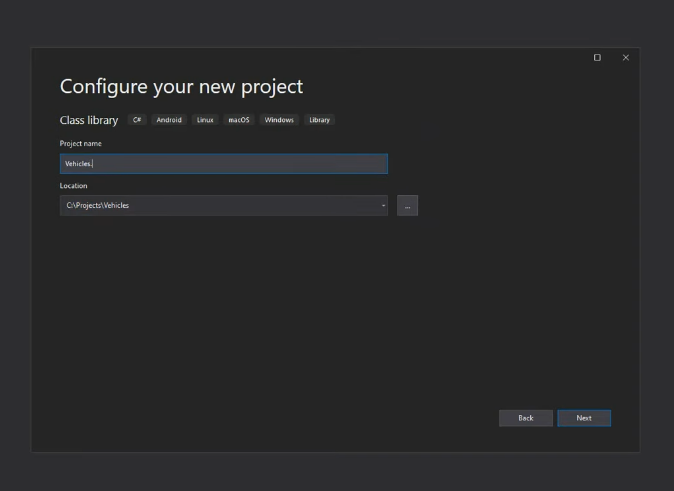 Configure your new project
Class library C# Android Linux macOS Windows Library
Project name
Vehicles.
Location
C:\Projects\Vehicles
...
Back Next